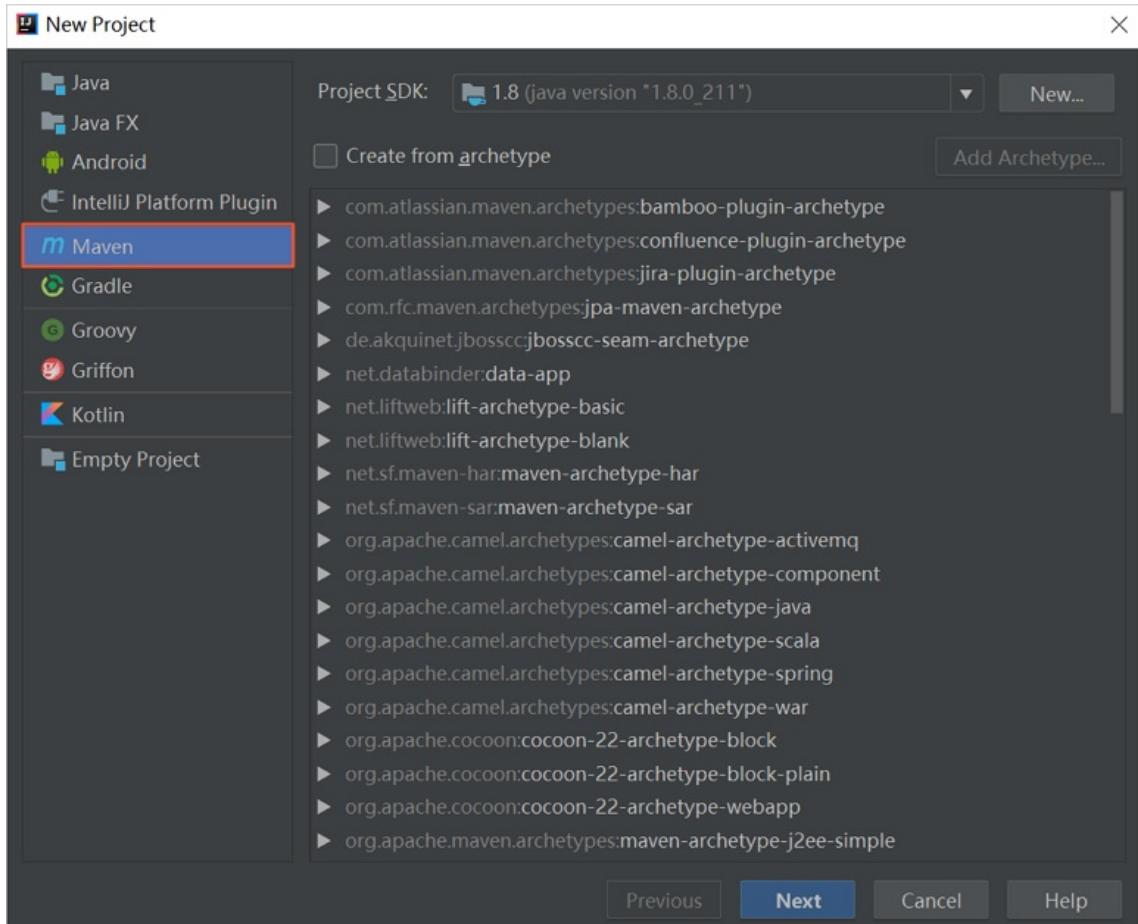 New Project
Java
Java FX
Android
IntelliJ Platform Plugin
Maven
Gradle
Groovy
Griffon
Kotlin
Empty Project
Project SDK: 1.8 (java version "1.8.0_211") New...
Create from archetype Add Archetype...
com.atlassian.maven.archetypes:bamboo-plugin-archetype
com.atlassian.maven.archetypes:confluence-plugin-archetype
com.atlassian.maven.archetypes:jira-plugin-archetype
com.rfc.maven.archetypes:jpa-maven-archetype
de.akquinet.jbosscc:jbosscc-seam-archetype
net.databinder:data-app
net.liftweb:lift-archetype-basic
net.liftweb:lift-archetype-blank
net.sf.maven-har:maven-archetype-har
net.sf.maven-sar:maven-archetype-sar
org.apache.camel.archetypes:camel-archetype-activemq
org.apache.camel.archetypes:camel-archetype-component
org.apache.camel.archetypes:camel-archetype-java
org.apache.camel.archetypes:camel-archetype-scala
org.apache.camel.archetypes:camel-archetype-spring
org.apache.camel.archetypes:camel-archetype-war
org.apache.cocoon:cocoon-22-archetype-block
org.apache.cocoon:cocoon-22-archetype-block-plain
org.apache.cocoon:cocoon-22-archetype-webapp
org.apache.maven.archetypes:maven-archetype-j2ee-simple
Previous Next Cancel Help